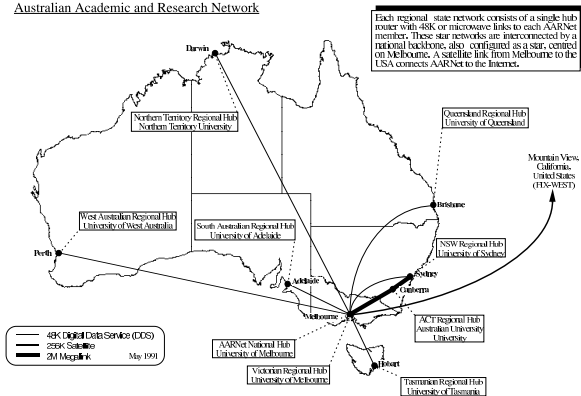 Australian Academic and Research Network
Each regional state network consists of a single hub
router with 48K or microwave links to each AARNet
member. These star networks are interconnected by a
national backbone, also configured as a star, centred
on Melbourne. A satellite link from Melbourne to the
USA connects AARNet to the Internet.
Darwin
Northern Territory Regional Hub
Northern Territory University
Queensland Regional Hub
University of Queensland
Mountain View,
California,
United States
(FIX-WEST)
Brisbane
West Australian Regional Hub
University of West Australia
South Australian Regional Hub
University of Adelaide
NSW Regional Hub
University of Sydney
Perth
Adelaide
Sydney
Canberra
Melbourne
ACT Regional Hub
Australian University
University
48K Digital Data Service (DDS)
256K Satellite
2M Megalink
May 1991
AARNet National Hub
University of Melbourne
Victorian Regional Hub
University of Melbourne
Hobart
Tasmanian Regional Hub
University of Tasmania